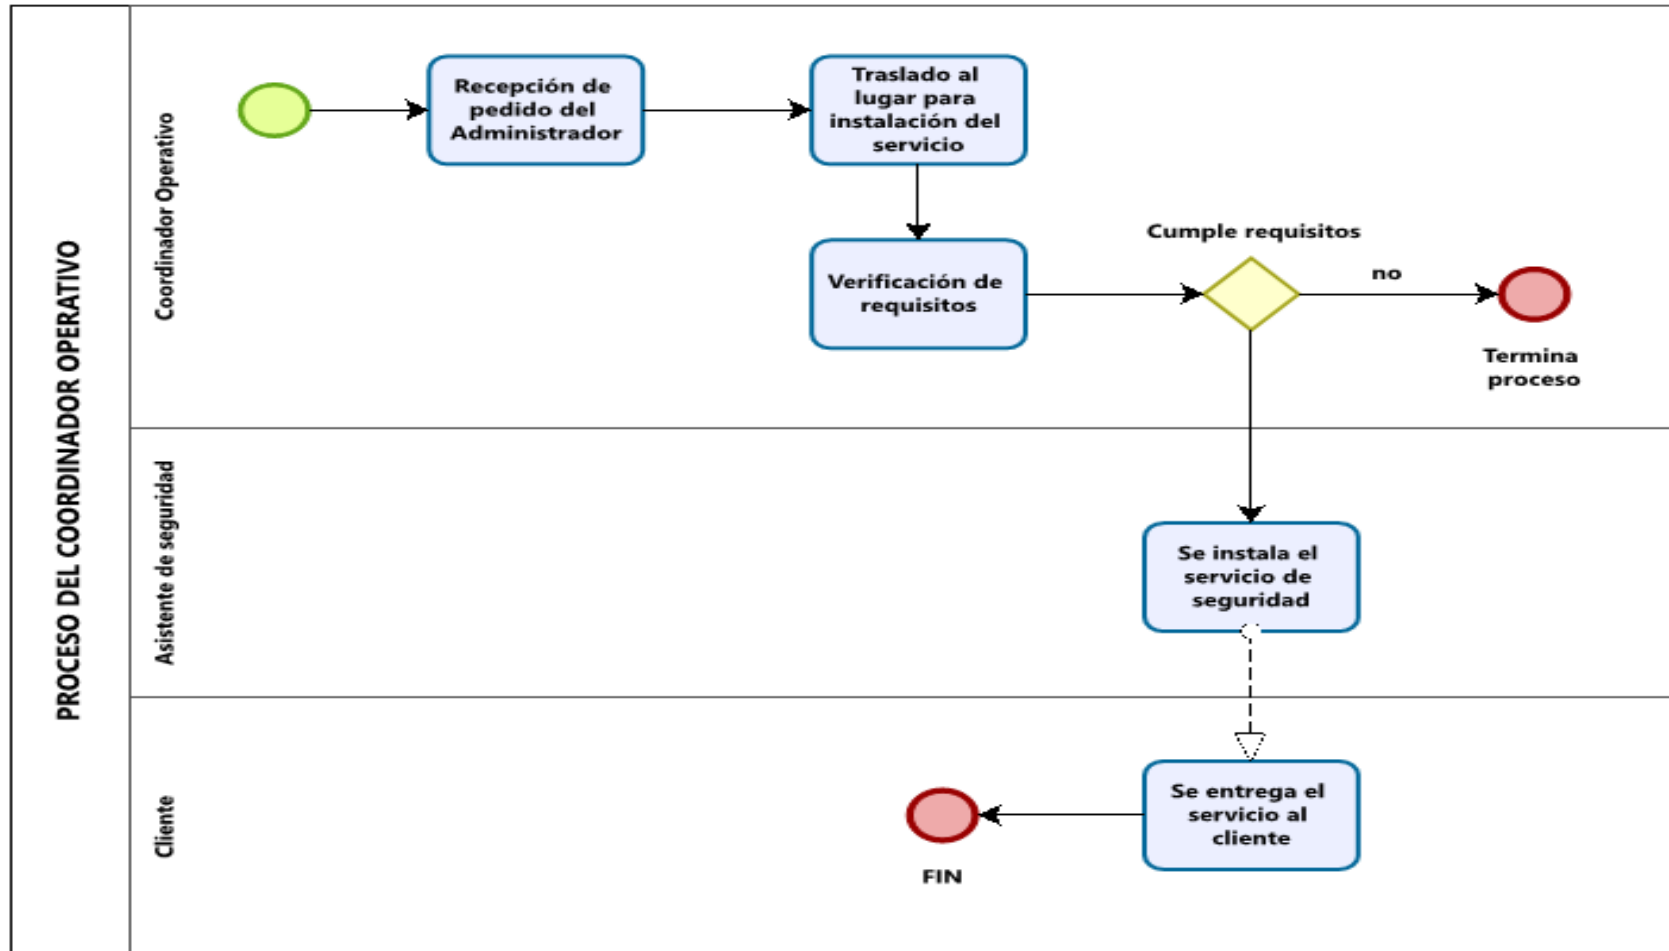 PROCESO DEL COORDINADOR OPERATIVO
Coordinador Operativo
Recepción de
pedido del
Administrador
Traslado al
lugar para
instalación del
servicio
Verificación de
requisitos
Cumple requisitos
no
Termina
proceso
Asistente de seguridad
Se instala el
servicio de
seguridad
Cliente
Se entrega el
servicio al
cliente
FIN